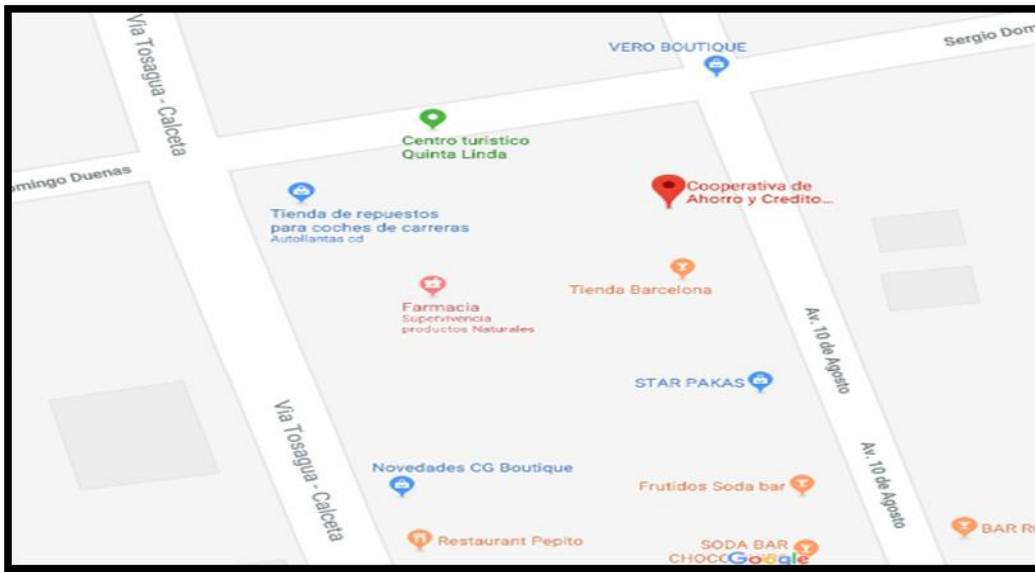 Via Tosagua - Calceta
VERO BOUTIQUE
Sergio Dom
Centro turistico
Quinta Linda
omingo Duenas
Cooperativa de
Ahorro y Credito...
Tienda de repuestos
para coches de carreras
Autollantas cd
Tienda Barcelona
Farmacia
Supervivencia
productos Naturales
Av. 10 de Agosto
STAR PAKAS
Via Tosagua - Calceta
Novedades CG Boutique
Frutidos Soda bar
Av. 10 de Agosto
Restaurant Pepito
BAR R
SODA BAR
CHOCO
Google